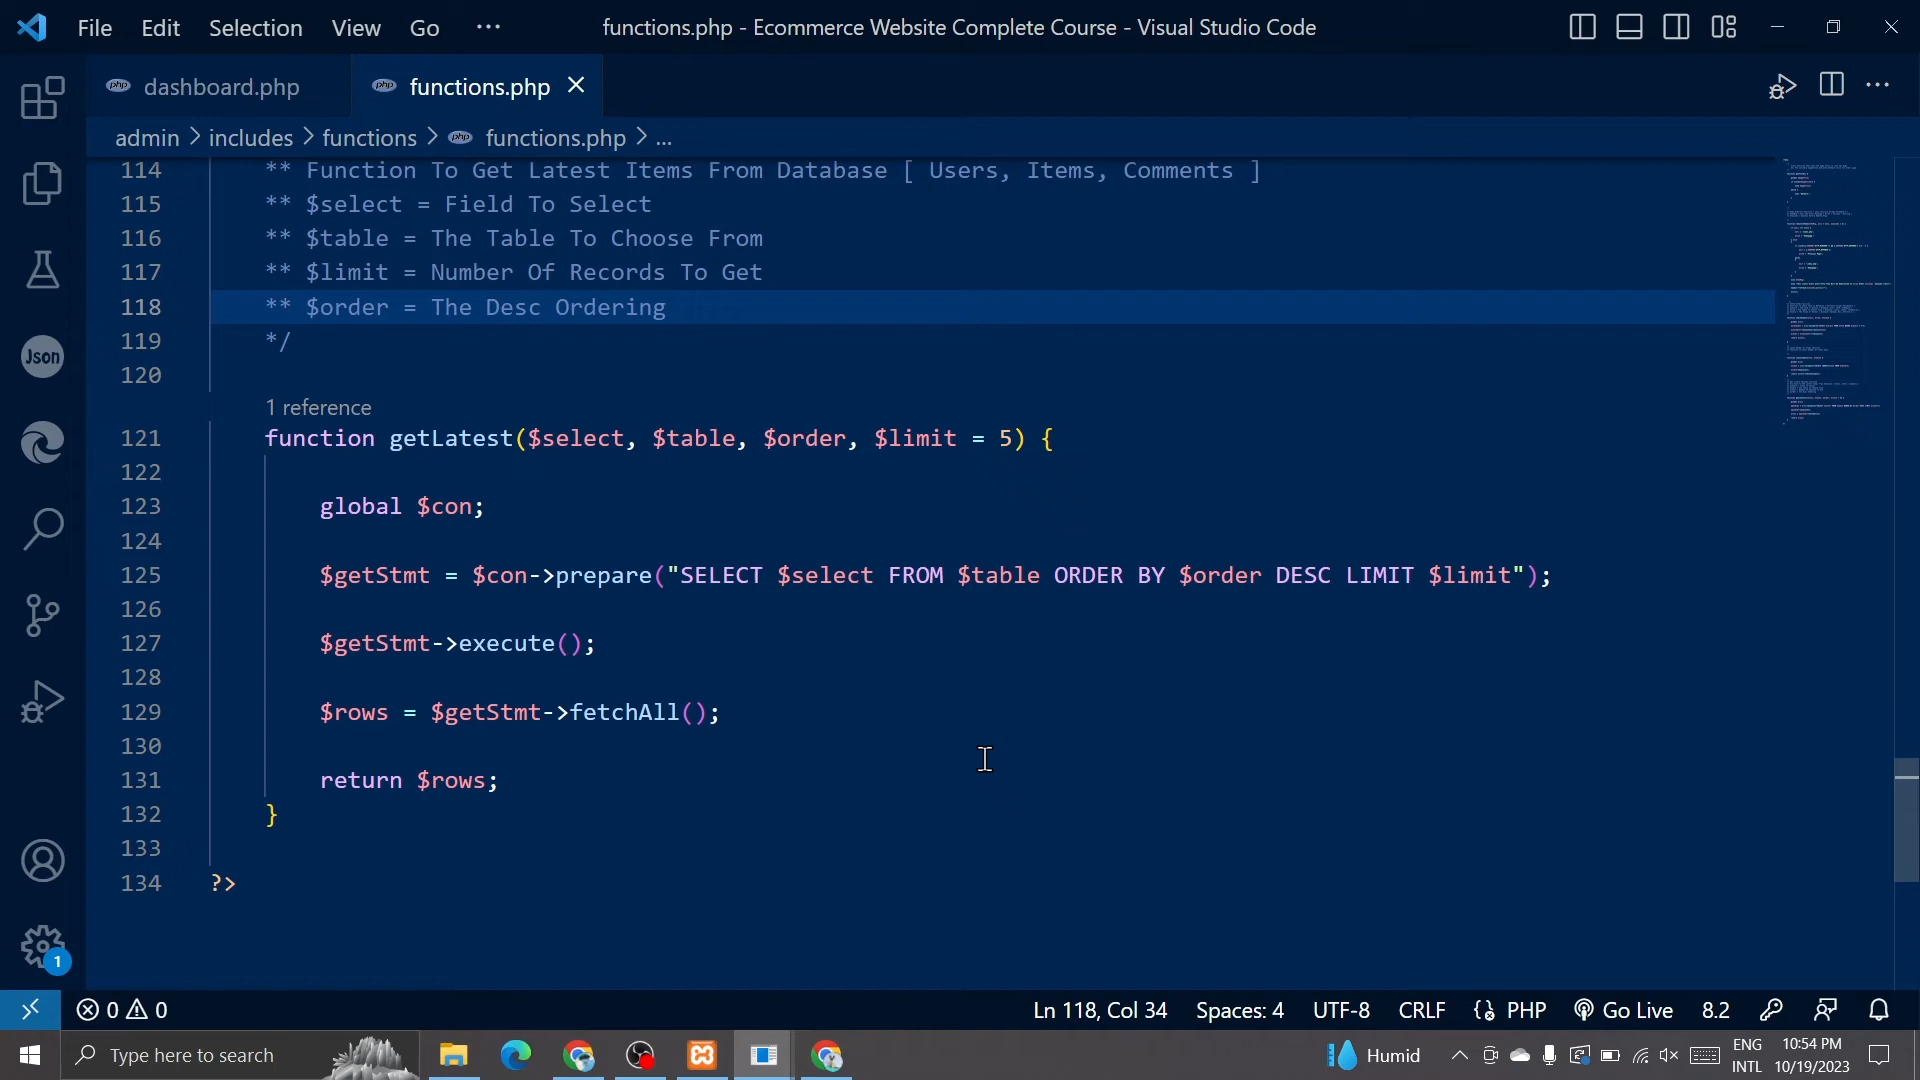 File Edit Selection View Go ... functions.php - Ecommerce Website Complete Course - Visual Studio Code
php dashboard.php php functions.php
admin > includes > functions > php functions.php > ...
114 ** Function To Get Latest Items From Database [ Users, Items, Comments ]
115 ** $select = Field To Select
116 ** $table = The Table To Choose From
117 ** $limit = Number Of Records To Get
118 ** $order = The Desc Ordering
119 */
120
1 reference
121 function getLatest($select, $table, $order, $limit = 5) {
122
123 global $con;
124
125 $getStmt = $con->prepare("SELECT $select FROM $table ORDER BY $order DESC LIMIT $limit");
126
127 $getStmt->execute();
128
129 $rows = $getStmt->fetchAll();
130
131 return $rows;
132 }
133
134 ?>
Json
1
0 0 Ln 118, Col 34 Spaces: 4 UTF-8 CRLF PHP Go Live 8.2
Type here to search Humid ENG 10:54 PM
INTL 10/19/2023